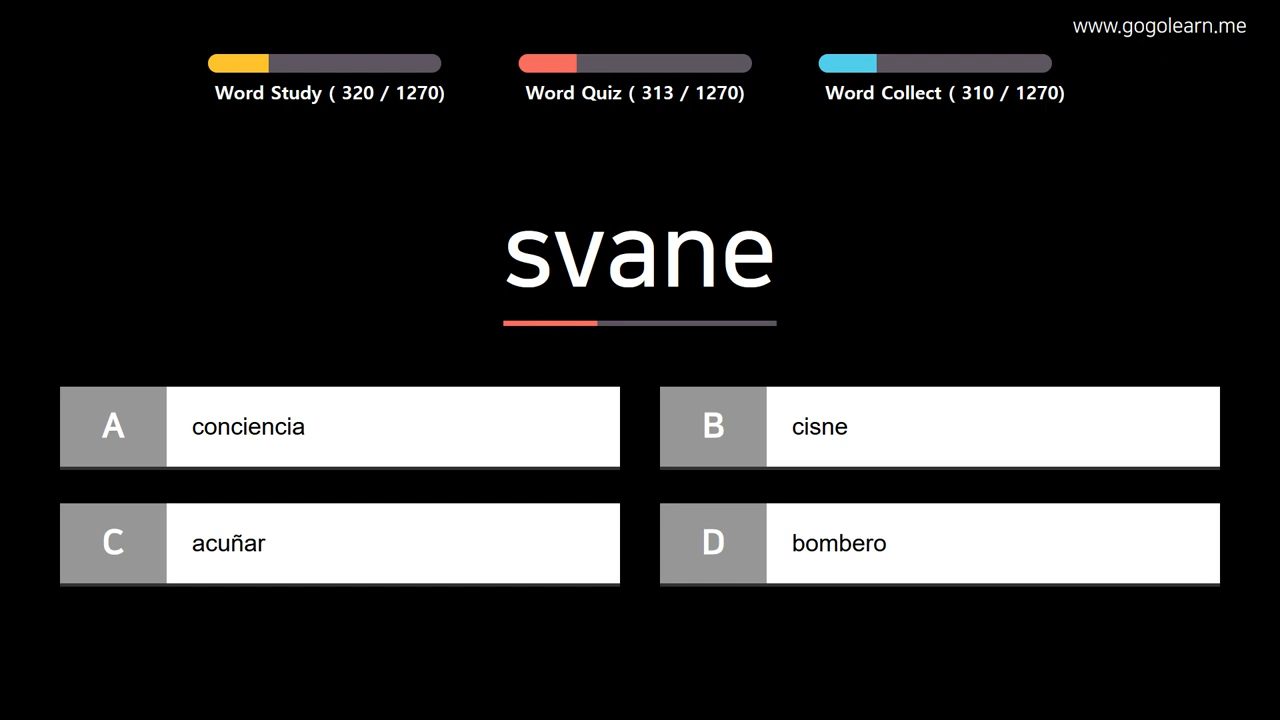 www.gogolearn.me
Word Study ( 320 / 1270)
Word Quiz ( 313 / 1270)
Word Collect ( 310 / 1270)
svane
A
conciencia
B
cisne
C
acuñar
D
bombero